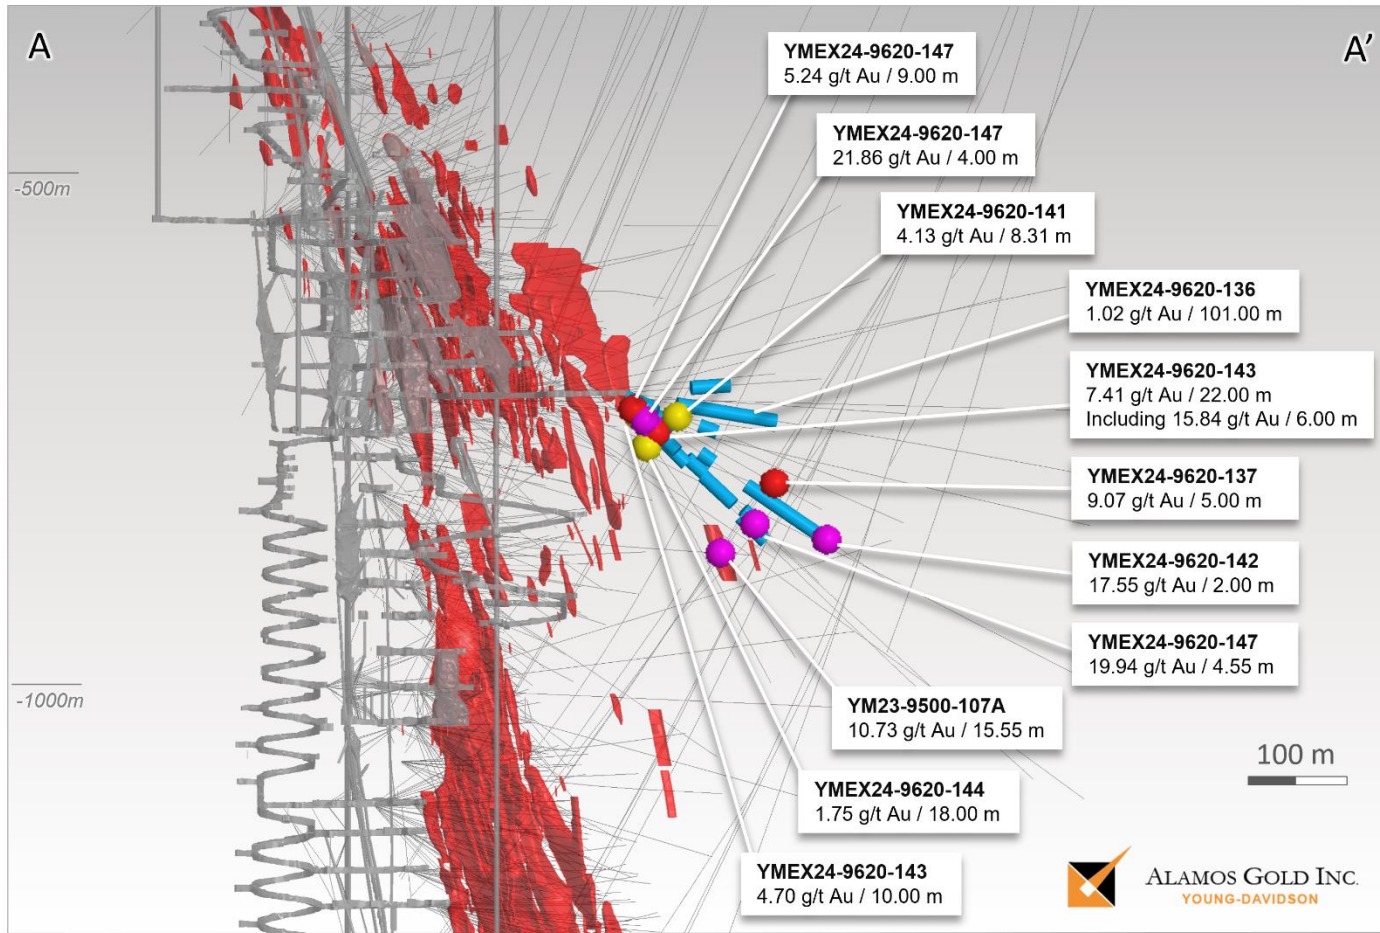 A
A'
YMEX24-9620-147
5.24 g/t Au / 9.00 m
YMEX24-9620-147
21.86 g/t Au / 4.00 m
-500m
YMEX24-9620-141
4.13 g/t Au / 8.31 m
YMEX24-9620-136
1.02 g/t Au / 101.00 m
YMEX24-9620-143
7.41 g/t Au / 22.00 m
Including 15.84 g/t Au / 6.00 m
YMEX24-9620-137
9.07 g/t Au / 5.00 m
YMEX24-9620-142
17.55 g/t Au / 2.00 m
YMEX24-9620-147
19.94 g/t Au / 4.55 m
-1000m
YM23-9500-107A
10.73 g/t Au / 15.55 m
100 m
YMEX24-9620-144
1.75 g/t Au / 18.00 m
YMEX24-9620-143
4.70 g/t Au / 10.00 m
ALAMOS GOLD INC.
YOUNG-DAVIDSON